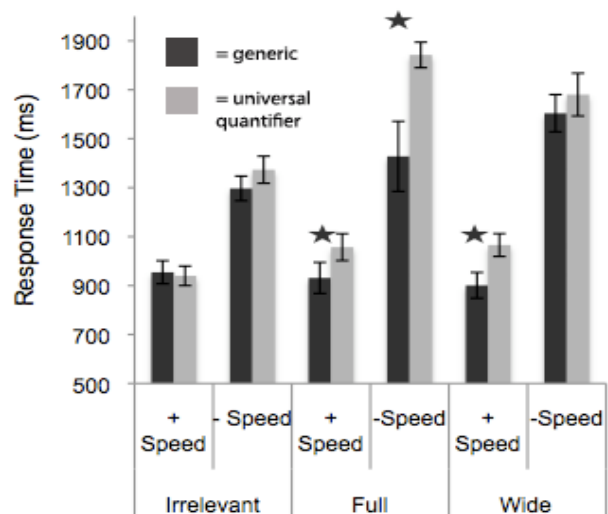 Response Time (ms)
1900
1700
1500
1300
1100
900
700
500
= generic
= universal
quantifier
+ - Speed + -Speed + -Speed
Speed Speed Speed
Irrelevant Full Wide